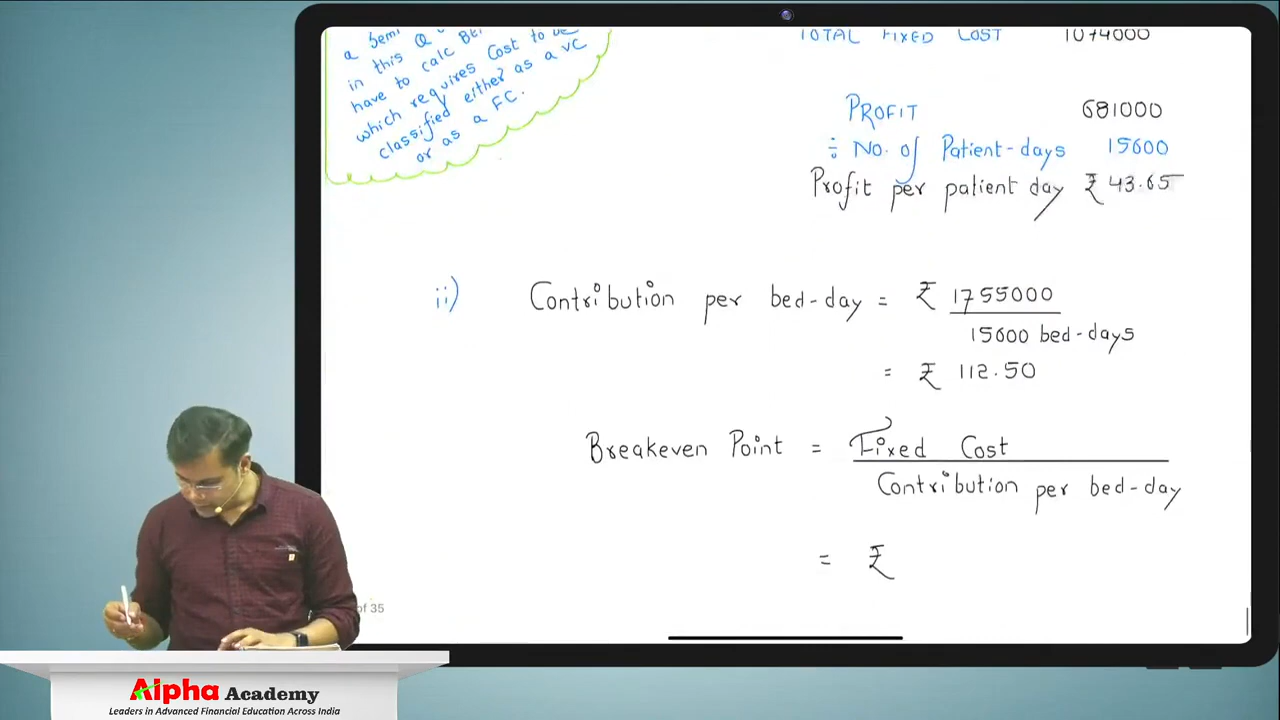 a Semi
in this Q
have to calc BE
which requires Cost to be
classified either as a VC
or as a FC.
TOTAL FIXED COST 1074000
PROFIT 681000
÷ No. of Patient-days 15600
Profit per patient day ₹ 43.65
ii) Contribution per bed-day = ₹ 1755000
15600 bed-days
= ₹ 112.50
Breakeven Point = Fixed Cost
Contribution per bed-day
= ₹
of 35
Alpha Academy
Leaders in Advanced Financial Education Across India